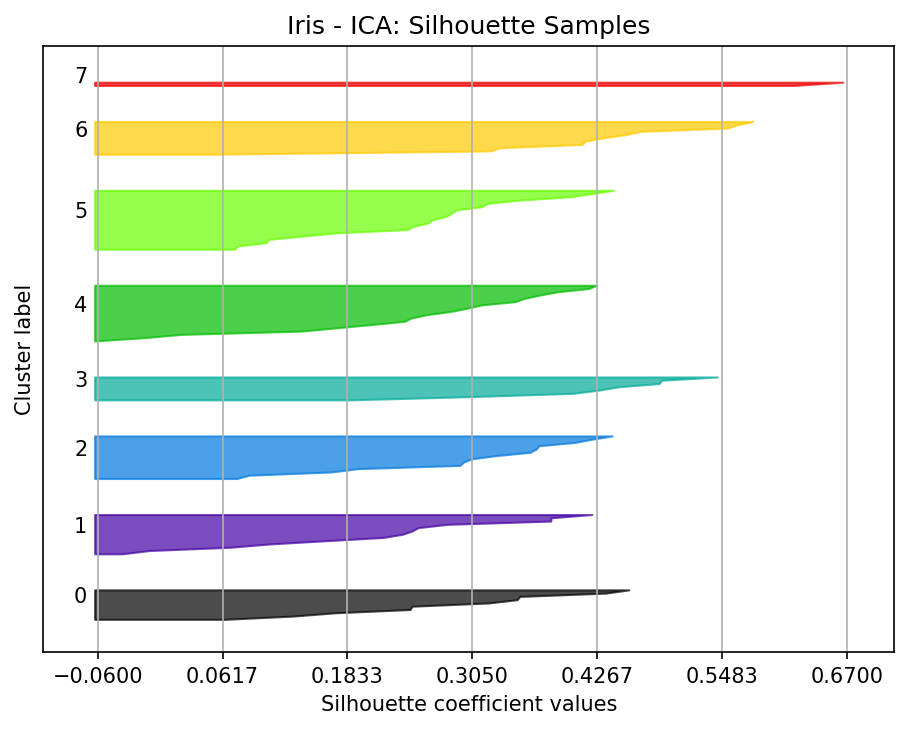 Iris - ICA: Silhouette Samples
7
6
5
4
3
2
1
0
Cluster label
−0.0600 0.0617 0.1833 0.3050 0.4267 0.5483 0.6700
Silhouette coefficient values